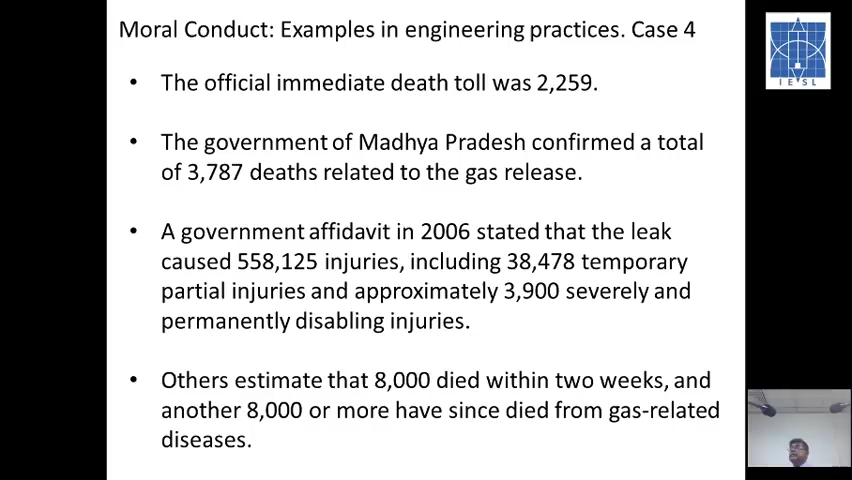 Moral Conduct: Examples in engineering practices. Case 4
• The official immediate death toll was 2,259.
• The government of Madhya Pradesh confirmed a total
of 3,787 deaths related to the gas release.
• A government affidavit in 2006 stated that the leak
caused 558,125 injuries, including 38,478 temporary
partial injuries and approximately 3,900 severely and
permanently disabling injuries.
• Others estimate that 8,000 died within two weeks, and
another 8,000 or more have since died from gas-related
diseases.
IESL